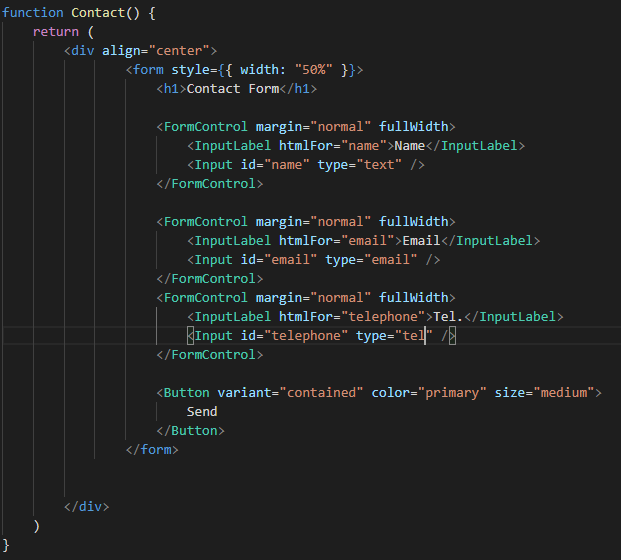 function Contact() {
return (
<div align="center">
<form style={{ width: "50%" }}>
<h1>Contact Form</h1>
<FormControl margin="normal" fullWidth>
<InputLabel htmlFor="name">Name</InputLabel>
<Input id="name" type="text" />
</FormControl>
<FormControl margin="normal" fullWidth>
<InputLabel htmlFor="email">Email</InputLabel>
<Input id="email" type="email" />
</FormControl>
<FormControl margin="normal" fullWidth>
<InputLabel htmlFor="telephone">Tel.</InputLabel>
<Input id="telephone" type="tel" />
</FormControl>
<Button variant="contained" color="primary" size="medium">
Send
</Button>
</form>
</div>
)
}